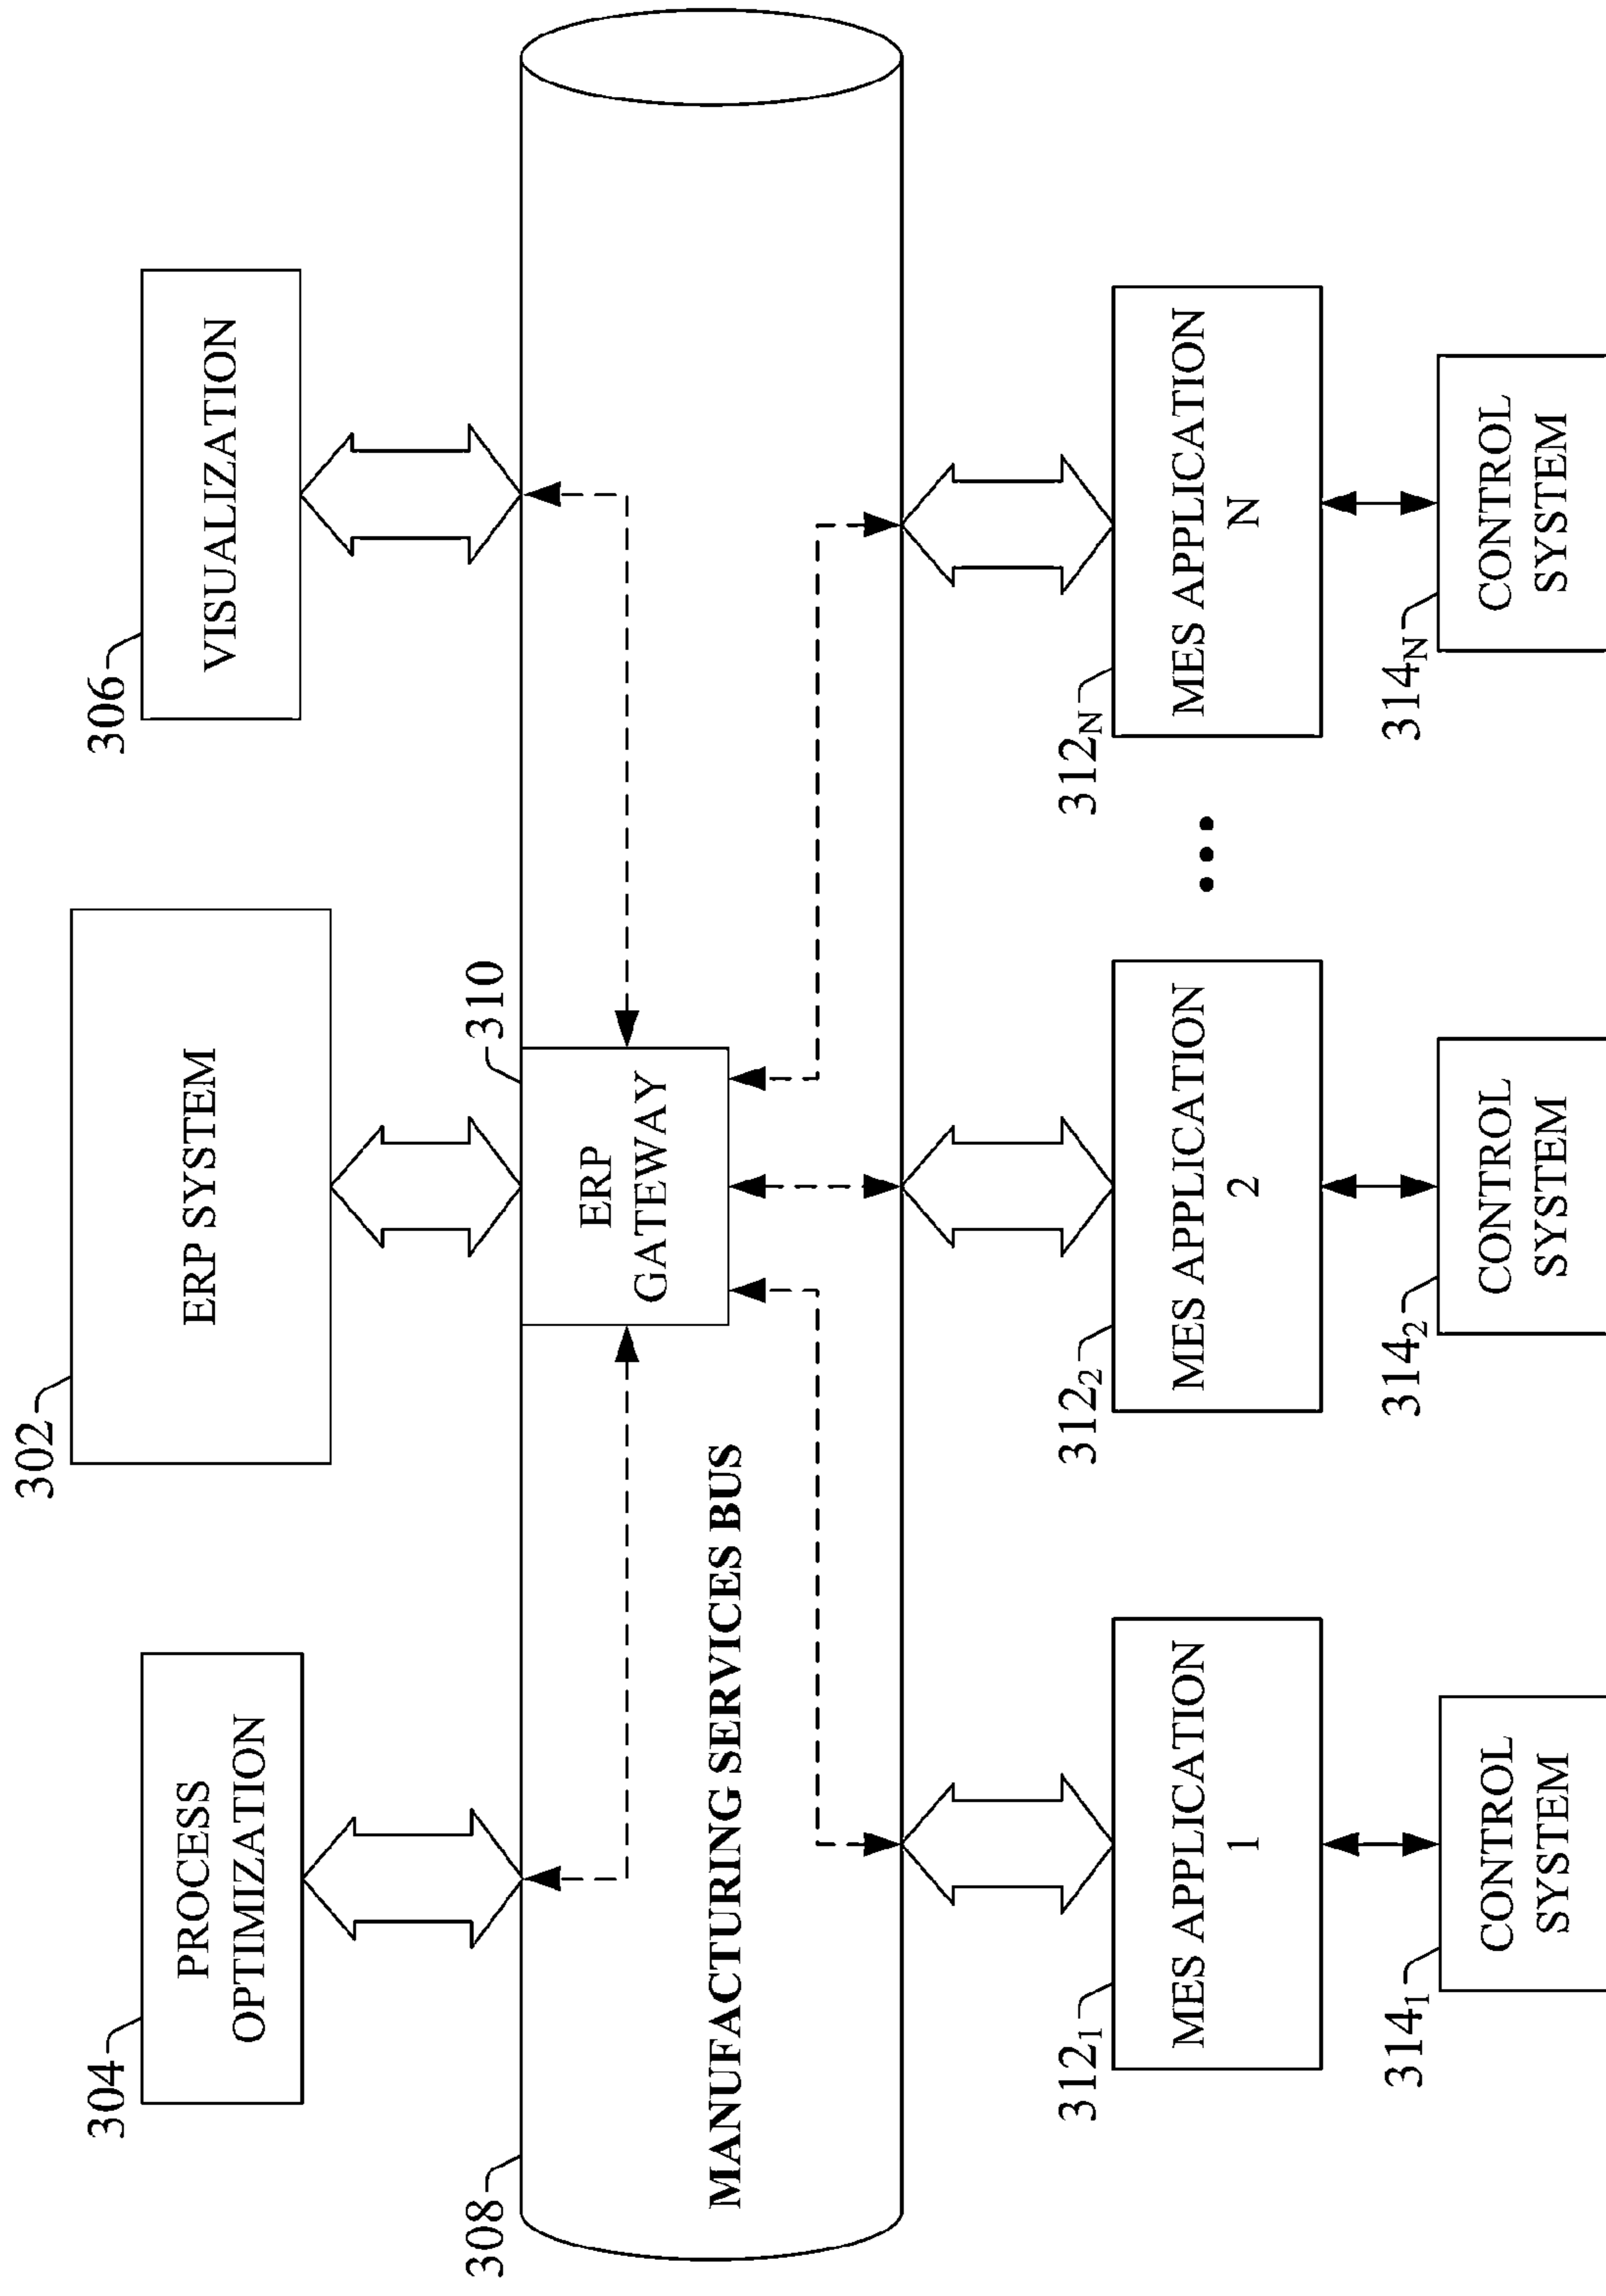 302
ERP SYSTEM
304
PROCESS
OPTIMIZATION
306
VISUALIZATION
308
310
ERP
GATEWAY
MANUFACTURING SERVICES BUS
312₁
MES APPLICATION
1
312₂
MES APPLICATION
2
...
312N
MES APPLICATION
N
314₁
CONTROL
SYSTEM
314₂
CONTROL
SYSTEM
314N
CONTROL
SYSTEM